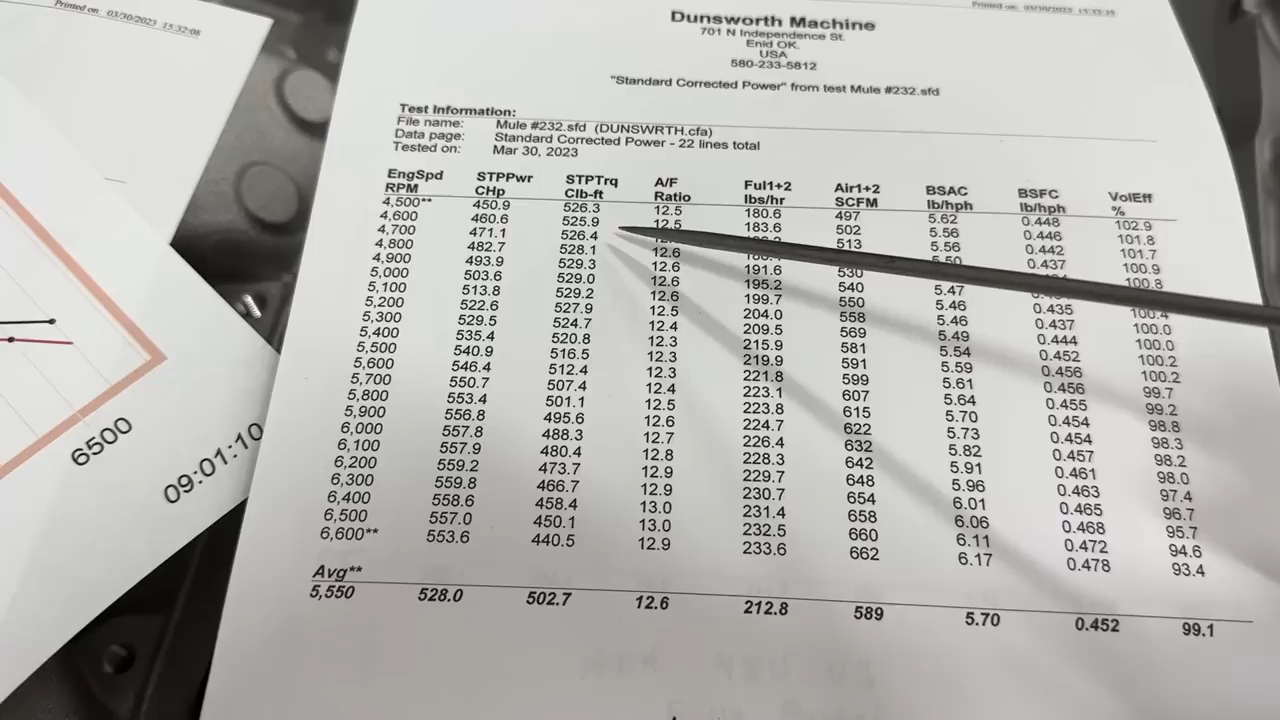 Printed on: 03/30/2023 15:32:08
Printed on: 03/30/2023 15:33:35
Dunsworth Machine
701 N Independence St.
Enid OK.
USA
580-233-5812
"Standard Corrected Power" from test Mule #232.sfd
Test Information:
File name: Mule #232.sfd (DUNSWRTH.cfa)
Data page: Standard Corrected Power - 22 lines total
Tested on: Mar 30, 2023
EngSpd STPPwr STPTrq A/F Ful1+2 Air1+2 BSAC BSFC VolEff
RPM CHp Clb-ft Ratio lbs/hr SCFM lb/hph lb/hph %
4,500** 450.9 526.3 12.5 180.6 497 5.62 0.448 102.9
4,600 460.6 525.9 12.5 183.6 502 5.56 0.446 101.8
4,700 471.1 526.4 513 5.56 0.442 101.7
4,800 482.7 528.1 12.6 5.50 0.437 100.9
4,900 493.9 529.3 12.6 191.6 530 100.8
5,000 503.6 529.0 12.6 195.2 540 5.47
5,100 513.8 529.2 12.6 199.7 550 5.46 0.435 100.4
5,200 522.6 527.9 12.5 204.0 558 5.46 0.437 100.0
5,300 529.5 524.7 12.4 209.5 569 5.49 0.444 100.0
5,400 535.4 520.8 12.3 215.9 581 5.54 0.452 100.2
5,500 540.9 516.5 12.3 219.9 591 5.59 0.456 100.2
5,600 546.4 512.4 12.3 221.8 599 5.61 0.456 99.7
5,700 550.7 507.4 12.4 223.1 607 5.64 0.455 99.2
5,800 553.4 501.1 12.5 223.8 615 5.70 0.454 98.8
5,900 556.8 495.6 12.6 224.7 622 5.73 0.454 98.3
6,000 557.8 488.3 12.7 226.4 632 5.82 0.457 98.2
6,100 557.9 480.4 12.8 228.3 642 5.91 0.461 98.0
6,200 559.2 473.7 12.9 229.7 648 5.96 0.463 97.4
6,300 559.8 466.7 12.9 230.7 654 6.01 0.465 96.7
6,400 558.6 458.4 13.0 231.4 658 6.06 0.468 95.7
6,500 557.0 450.1 13.0 232.5 660 6.11 0.472 94.6
6,600** 553.6 440.5 12.9 233.6 662 6.17 0.478 93.4
Avg**
5,550 528.0 502.7 12.6 212.8 589 5.70 0.452 99.1
6500
09:01:10